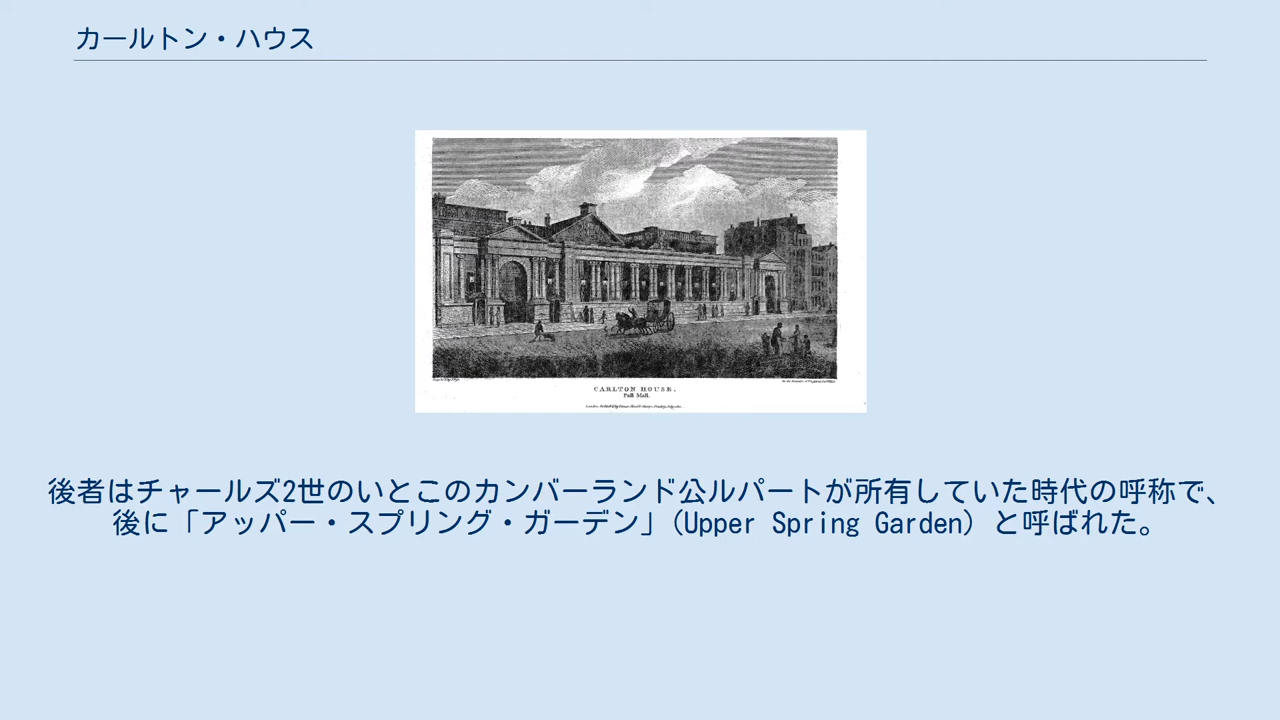 カールトン・ハウス
CARLTON HOUSE.
Pall Mall.
後者はチャールズ2世のいとこのカンバーランド公ルパートが所有していた時代の呼称で、
後に「アッパー・スプリング・ガーデン」(Upper Spring Garden) と呼ばれた。